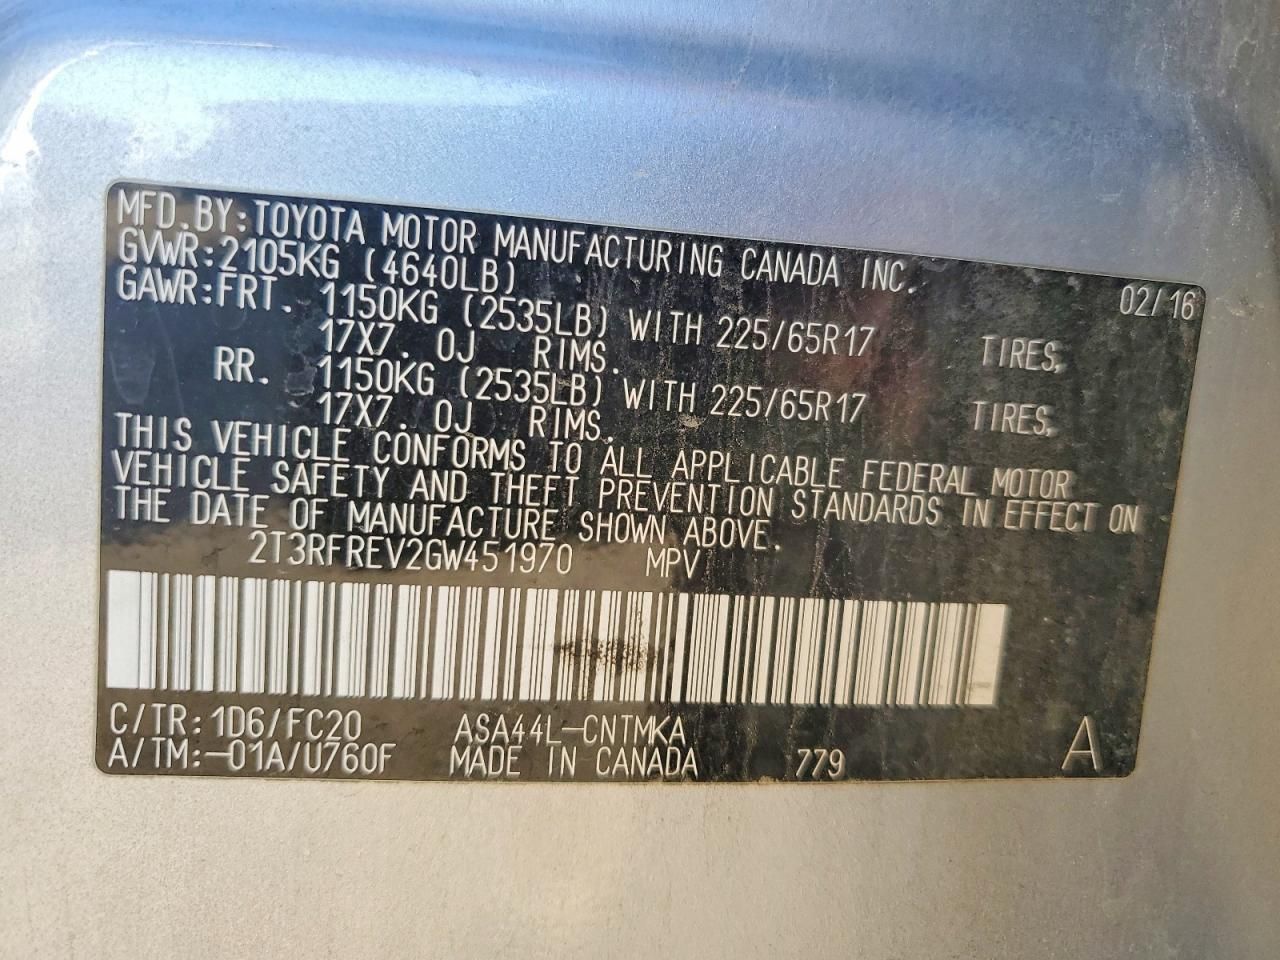 MFD.BY:TOYOTA MOTOR MANUFACTURING CANADA INC. 02/16
GVWR:2105KG (4640LB)
GAWR:FRT. 1150KG (2535LB) WITH 225/65R17 TIRES,
17X7.0J RIMS.
RR. 1150KG (2535LB) WITH 225/65R17 TIRES,
17X7.0J RIMS.
THIS VEHICLE CONFORMS TO ALL APPLICABLE FEDERAL MOTOR
VEHICLE SAFETY AND THEFT PREVENTION STANDARDS IN EFFECT ON
THE DATE OF MANUFACTURE SHOWN ABOVE.
2T3RFREV2GW451970 MPV
C/TR:1D6/FC20 ASA44L-CNTMKA
A/TM:-01A/U760F MADE IN CANADA 779 A